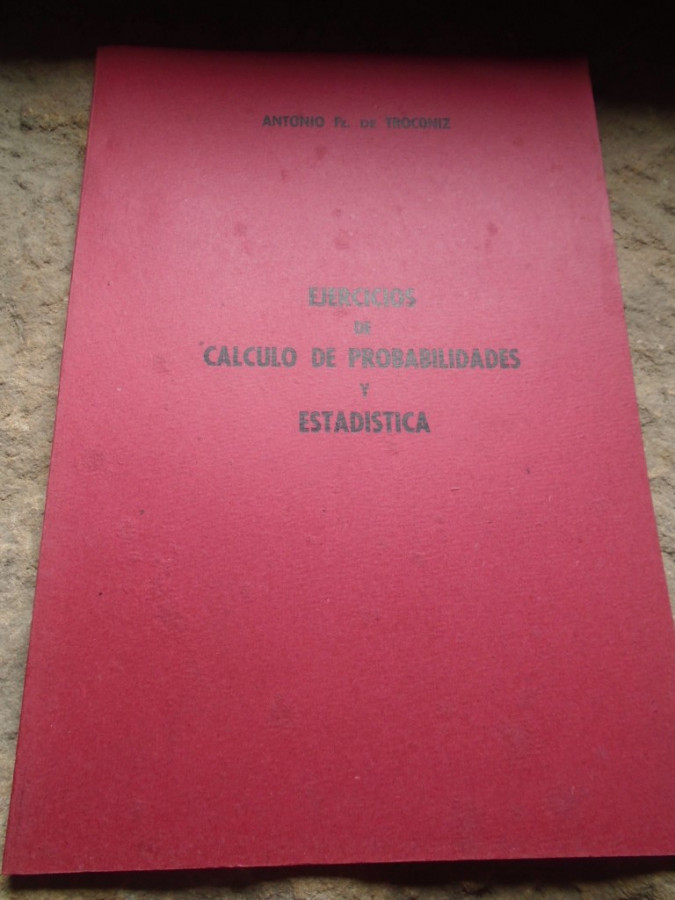 ANTONIO Fz. DE TROCONIZ
EJERCICIOS
DE
CALCULO DE PROBABILIDADES
Y
ESTADISTICA